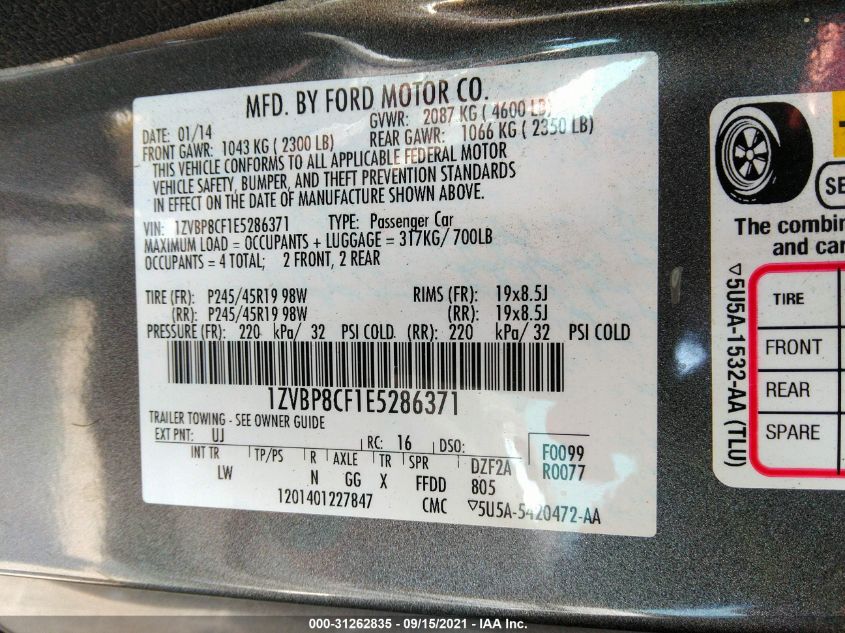 MFD. BY FORD MOTOR CO.
DATE: 01/14 GVWR: 2087 KG ( 4600 LB)
FRONT GAWR: 1043 KG ( 2300 LB) REAR GAWR: 1066 KG ( 2350 LB)
THIS VEHICLE CONFORMS TO ALL APPLICABLE FEDERAL MOTOR
VEHICLE SAFETY, BUMPER, AND THEFT PREVENTION STANDARDS
IN EFFECT ON THE DATE OF MANUFACTURE SHOWN ABOVE.
VIN: 1ZVBP8CF1E5286371 TYPE: Passenger Car
MAXIMUM LOAD = OCCUPANTS + LUGGAGE = 317KG/ 700LB
OCCUPANTS = 4 TOTAL; 2 FRONT, 2 REAR
TIRE (FR): P245/45R19 98W RIMS (FR): 19x8.5J
(RR): P245/45R19 98W (RR): 19x8.5J
PRESSURE (FR): 220 kPa/ 32 PSI COLD (RR): 220 kPa/ 32 PSI COLD
1ZVBP8CF1E5286371
TRAILER TOWING - SEE OWNER GUIDE
EXT PNT: UJ RC: 16 DSO: F0099
INT TR TP/PS R AXLE TR SPR DZF2A R0077
LW N GG X FFDD 805
1201401227847 CMC ▽5U5A-5420472-AA
SE
The combin
and car
▽5U5A-1532-AA (TLU)
TIRE
FRONT
REAR
SPARE
000-31262835 - 09/15/2021 - IAA Inc.